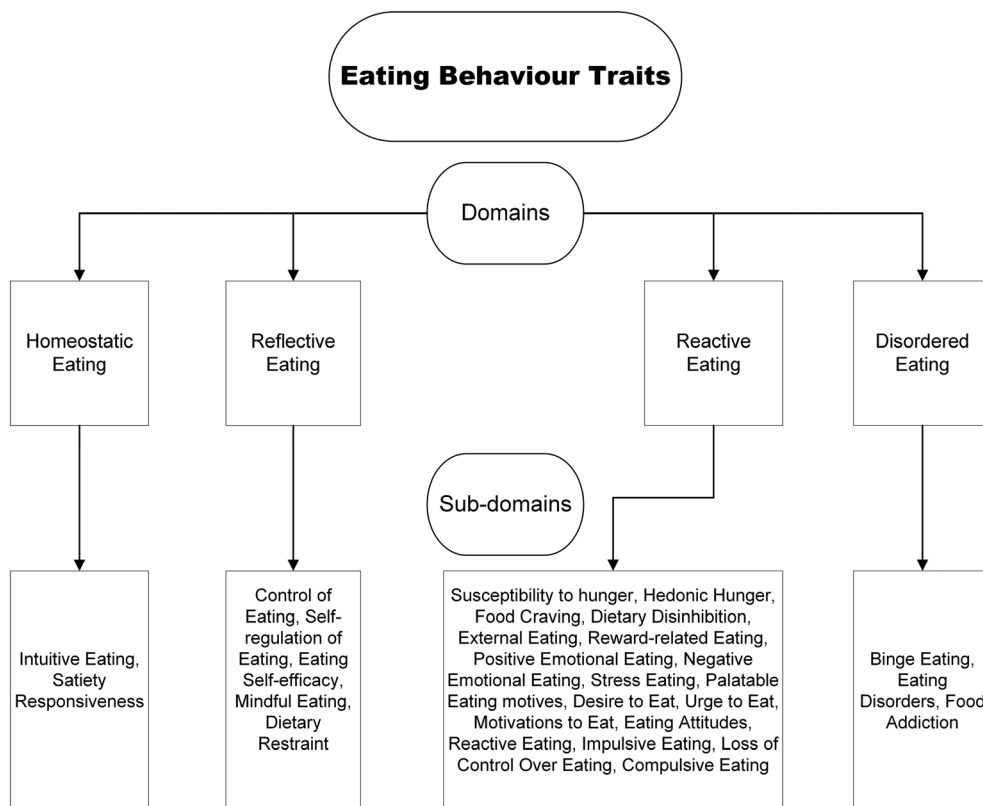 Eating Behaviour Traits
Domains
Homeostatic
Eating
Reflective
Eating
Reactive
Eating
Disordered
Eating
Sub-domains
Intuitive Eating,
Satiety
Responsiveness
Control of
Eating, Self-
regulation of
Eating, Eating
Self-efficacy,
Mindful Eating,
Dietary
Restraint
Susceptibility to hunger, Hedonic Hunger,
Food Craving, Dietary Disinhibition,
External Eating, Reward-related Eating,
Positive Emotional Eating, Negative
Emotional Eating, Stress Eating, Palatable
Eating motives, Desire to Eat, Urge to Eat,
Motivations to Eat, Eating Attitudes,
Reactive Eating, Impulsive Eating, Loss of
Control Over Eating, Compulsive Eating
Binge Eating,
Eating
Disorders, Food
Addiction